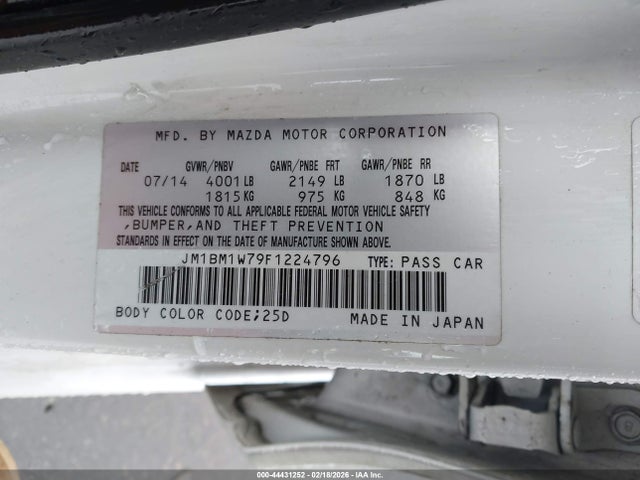 MFD. BY MAZDA MOTOR CORPORATION
DATE GVWR/PNBV GAWR/PNBE FRT GAWR/PNBE RR
07/14 4001 LB 2149 LB 1870 LB
1815 KG 975 KG 848 KG
THIS VEHICLE CONFORMS TO ALL APPLICABLE FEDERAL MOTOR VEHICLE SAFETY
,BUMPER,AND THEFT PREVENTION
STANDARDS IN EFFECT ON THE DATE OF MANUFACTURE SHOWN ABOVE.
JM1BM1W79F1224796 TYPE: PASS CAR
BODY COLOR CODE;25D MADE IN JAPAN
000-44431252 - 02/18/2026 - IAA Inc.